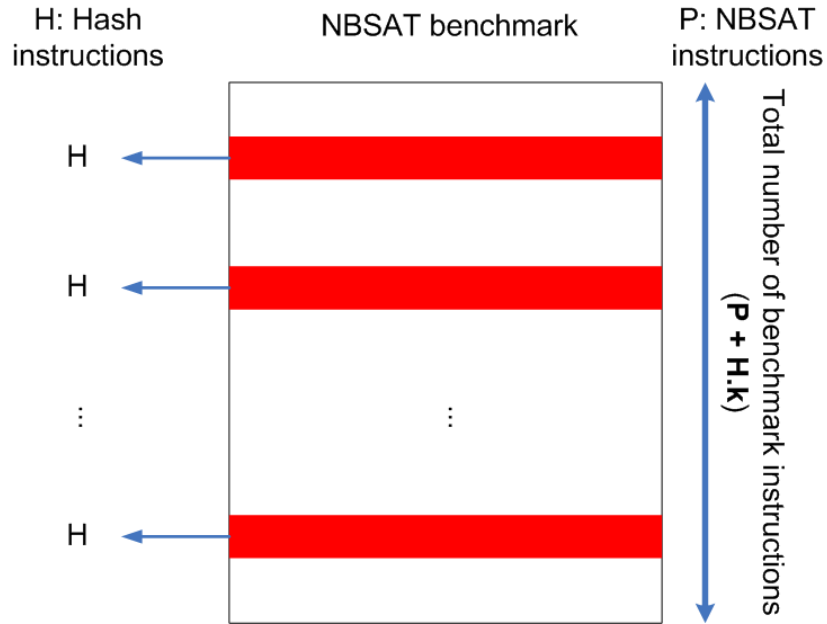 H: Hash
instructions
NBSAT benchmark
P: NBSAT
instructions
H
H
...
...
H
Total number of benchmark instructions
(P + H.k)